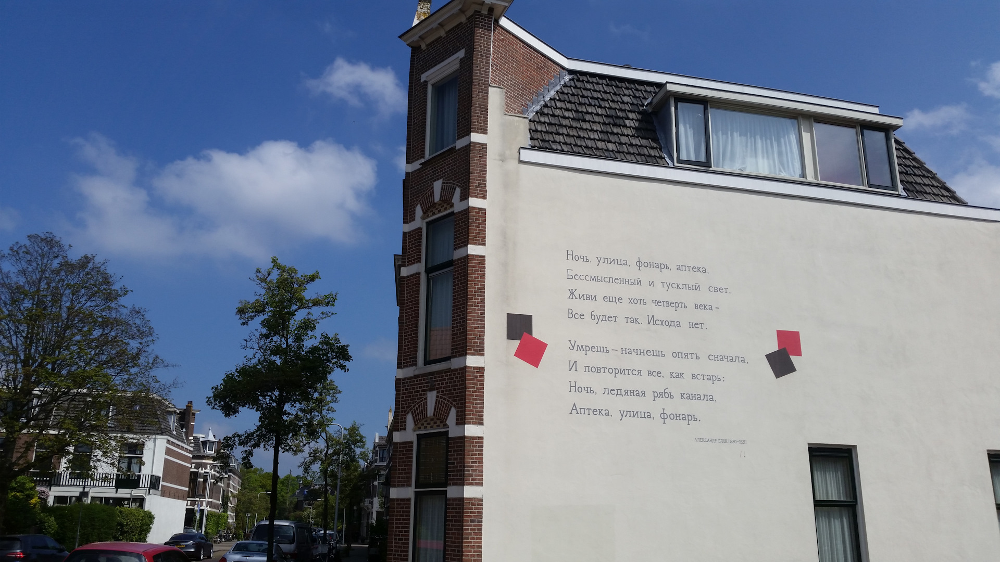 Ночь, улица, фонарь, аптека,
Бессмысленный и тусклый свет.
Живи еще хоть четверть века –
Все будет так. Исхода нет.
Умрешь – начнешь опять сначала,
И повторится все, как встарь:
Ночь, ледяная рябь канала,
Аптека, улица, фонарь.
АЛЕКСАНДР БЛОК (1880–1921)